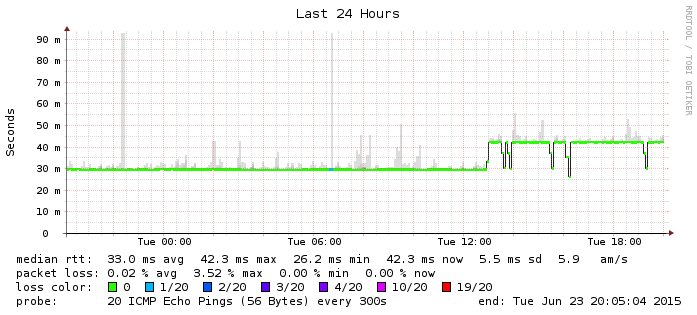 Last 24 Hours
RRDTOOL / TOBI OETIKER
Seconds
90 m
80 m
70 m
60 m
50 m
40 m
30 m
20 m
10 m
0
Tue 00:00 Tue 06:00 Tue 12:00 Tue 18:00
median rtt: 33.0 ms avg 42.3 ms max 26.2 ms min 42.3 ms now 5.5 ms sd 5.9 am/s
packet loss: 0.02 % avg 3.52 % max 0.00 % min 0.00 % now
loss color: 0 1/20 2/20 3/20 4/20 10/20 19/20
probe: 20 ICMP Echo Pings (56 Bytes) every 300s end: Tue Jun 23 20:05:04 2015